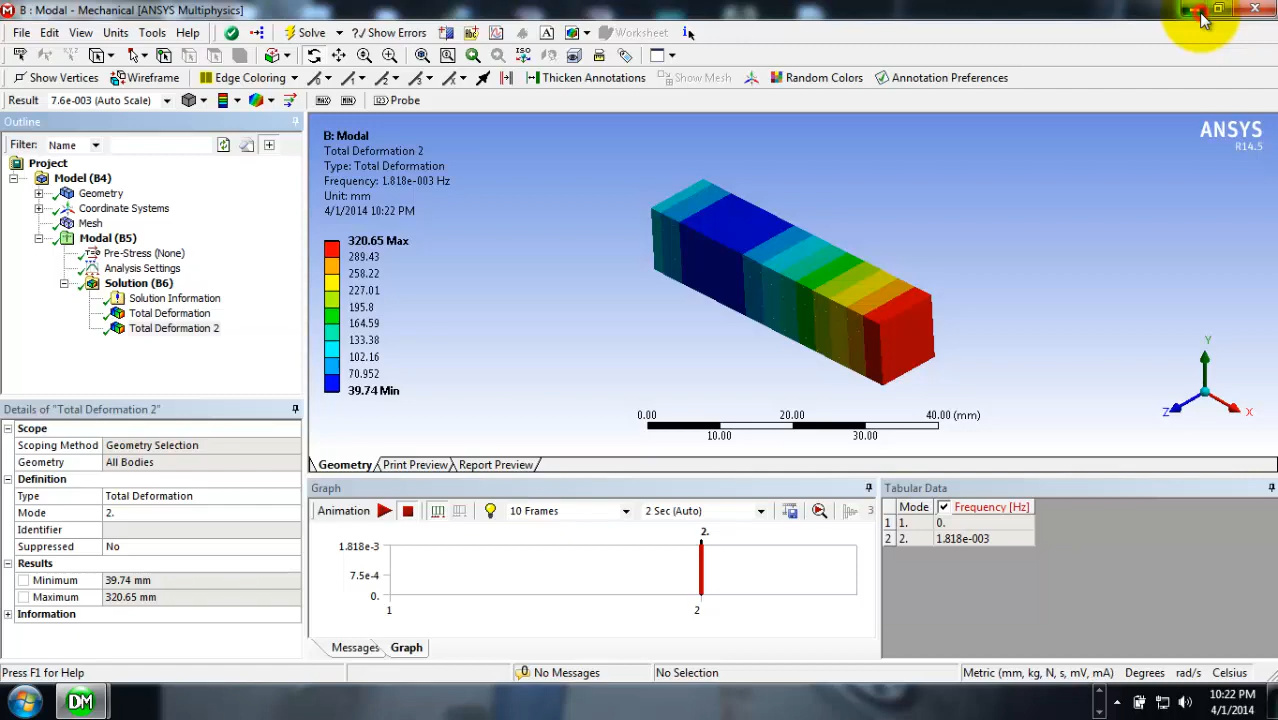 B : Modal - Mechanical [ANSYS Multiphysics]
File Edit View Units Tools Help Solve ?/ Show Errors Worksheet
Show Vertices Wireframe Edge Coloring Thicken Annotations Show Mesh Random Colors Annotation Preferences
Result 7.6e-003 (Auto Scale) MAX MIN Probe
Outline
Filter: Name
Project
Model (B4)
Geometry
Coordinate Systems
Mesh
Modal (B5)
Pre-Stress (None)
Analysis Settings
Solution (B6)
Solution Information
Total Deformation
Total Deformation 2
Details of "Total Deformation 2"
Scope
Scoping Method Geometry Selection
Geometry All Bodies
Definition
Type Total Deformation
Mode 2.
Identifier
Suppressed No
Results
Minimum 39.74 mm
Maximum 320.65 mm
Information
B: Modal
Total Deformation 2
Type: Total Deformation
Frequency: 1.818e-003 Hz
Unit: mm
4/1/2014 10:22 PM
320.65 Max
289.43
258.22
227.01
195.8
164.59
133.38
102.16
70.952
39.74 Min
ANSYS
R14.5
Y
Z X
0.00 20.00 40.00 (mm)
10.00 30.00
Geometry Print Preview Report Preview
Graph
Animation 10 Frames 2 Sec (Auto) 3
2.
1.818e-3
7.5e-4
0.
1 2
Messages Graph
Tabular Data
Mode Frequency [Hz]
1 1. 0.
2 2. 1.818e-003
Press F1 for Help 0 No Messages No Selection Metric (mm, kg, N, s, mV, mA) Degrees rad/s Celsius
DM
10:22 PM
4/1/2014